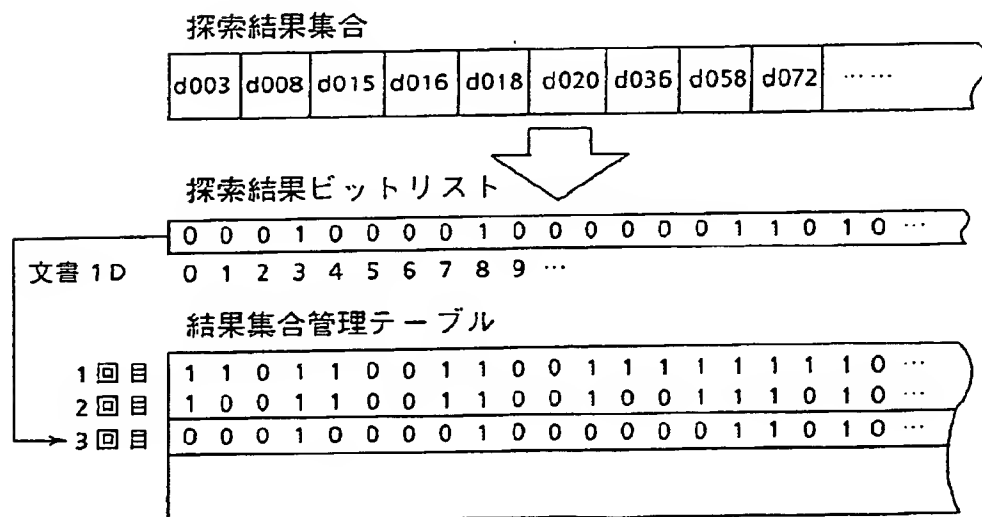 探索結果集合
d003 d008 d015 d016 d018 d020 d036 d058 d072 ……
探索結果ビットリスト
0 0 0 1 0 0 0 0 1 0 0 0 0 0 0 1 1 0 1 0 …
文書1D 0 1 2 3 4 5 6 7 8 9 …
結果集合管理テーブル
1回目 1 1 0 1 1 0 0 1 1 0 0 1 1 1 1 1 1 1 1 0 …
2回目 1 0 0 1 1 0 0 1 1 0 0 1 0 0 1 1 1 0 1 0 …
3回目 0 0 0 1 0 0 0 0 1 0 0 0 0 0 0 1 1 0 1 0 …